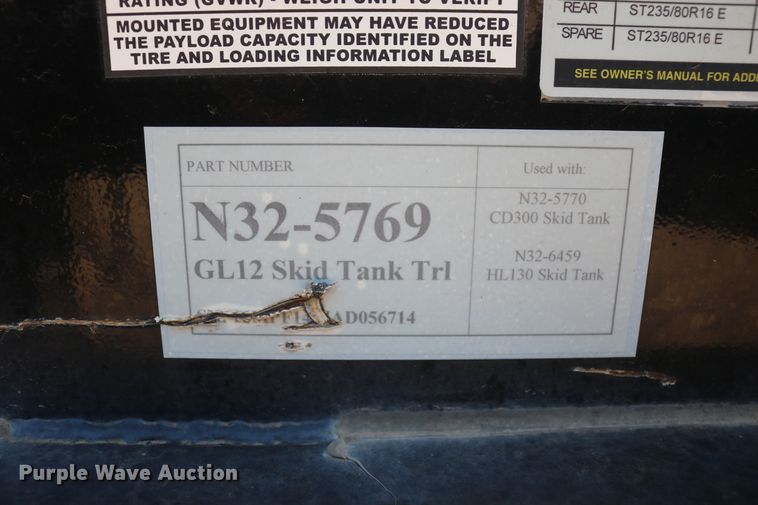 RATING (GVWR) - WEIGH UNIT TO VERIFY
MOUNTED EQUIPMENT MAY HAVE REDUCED
THE PAYLOAD CAPACITY IDENTIFIED ON THE
TIRE AND LOADING INFORMATION LABEL
REAR ST235/80R16 E
SPARE ST235/80R16 E
SEE OWNER'S MANUAL FOR ADDI
PART NUMBER
N32-5769
GL12 Skid Tank Trl
AD056714
Used with:
N32-5770
CD300 Skid Tank
N32-6459
HL130 Skid Tank
Purple Wave Auction